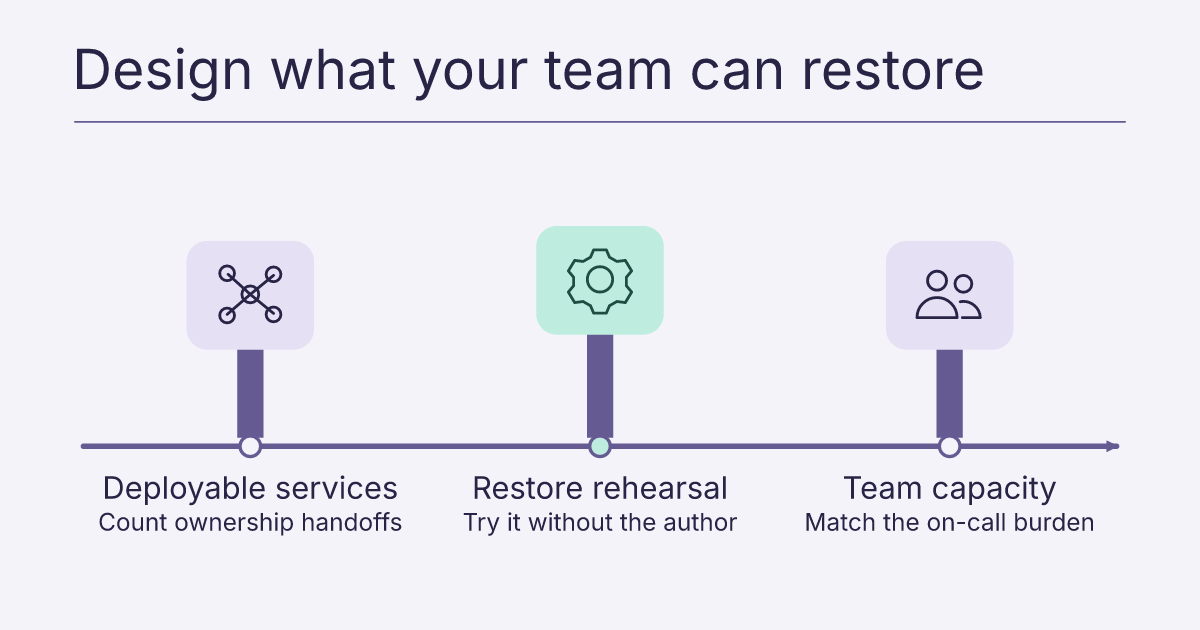 Design what your team can restore
Deployable services
Count ownership handoffs
Restore rehearsal
Try it without the author
Team capacity
Match the on-call burden